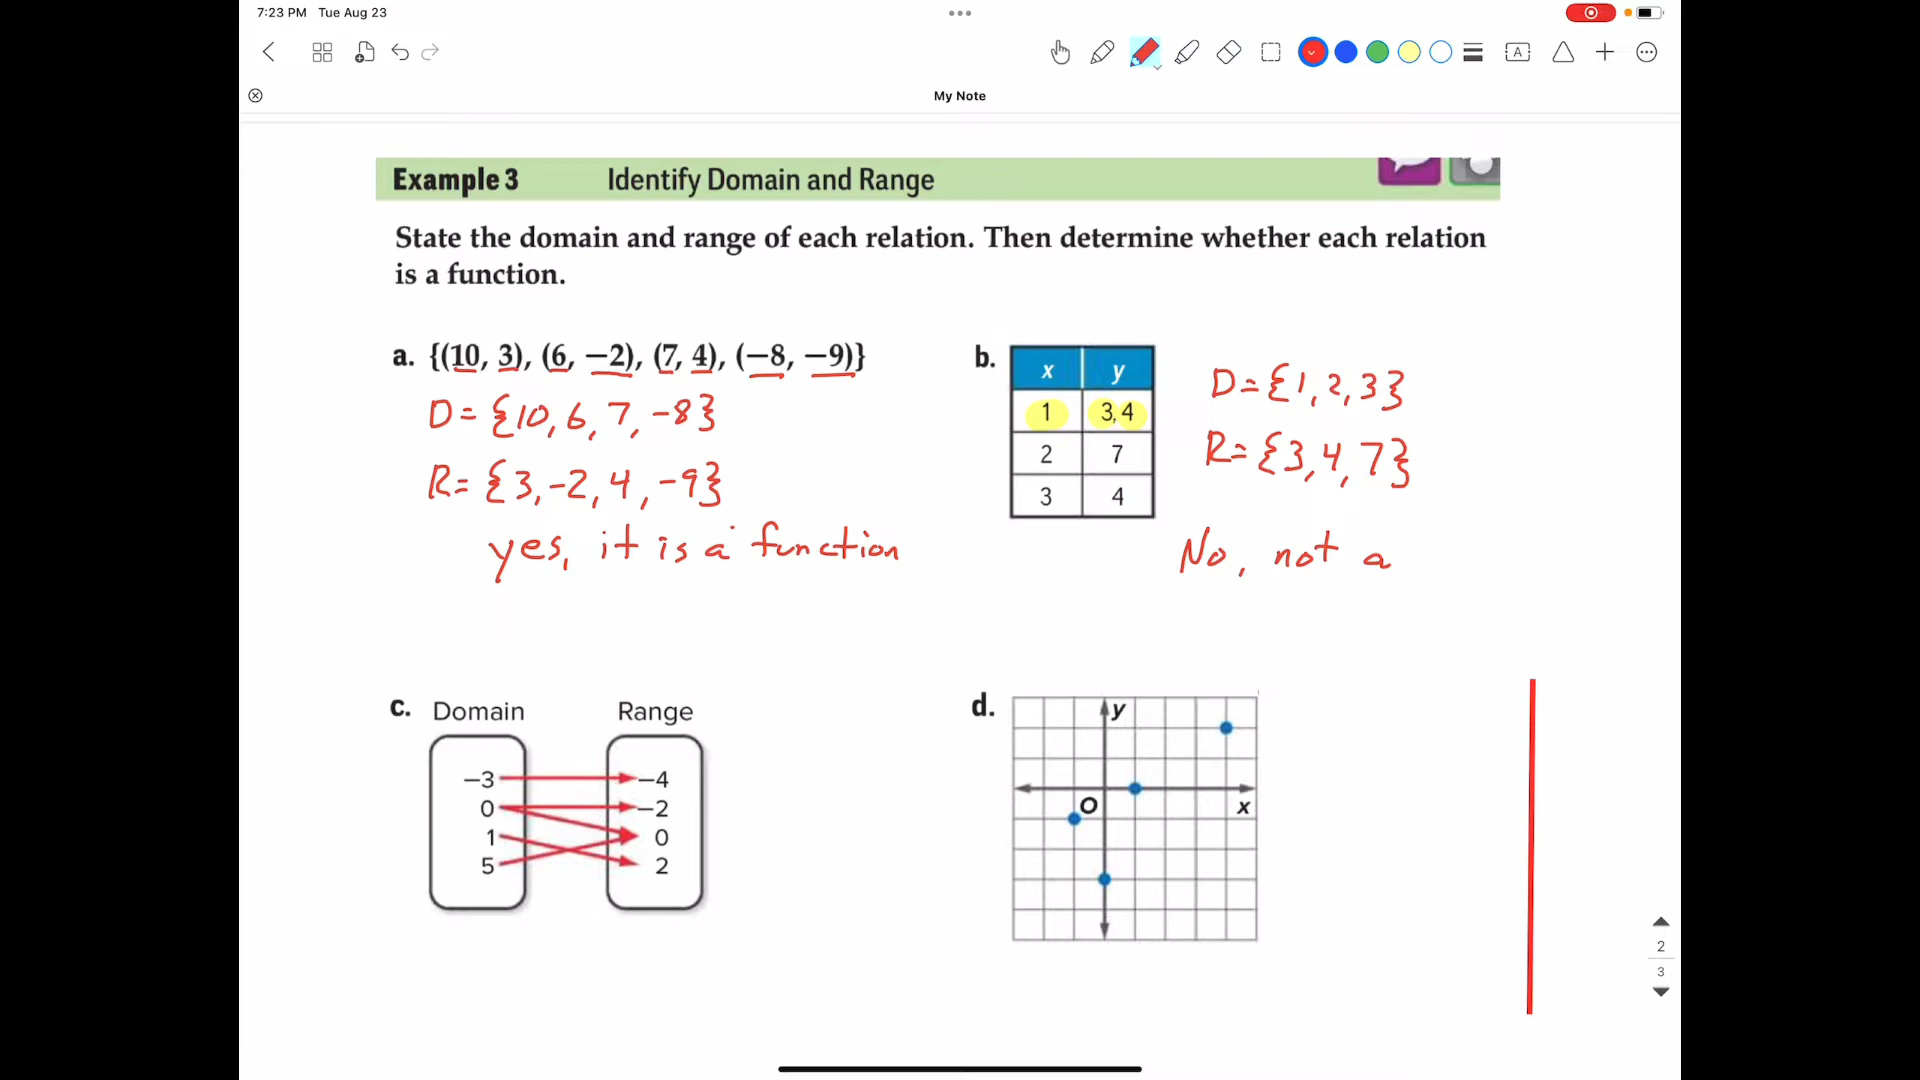 7:23 PM Tue Aug 23
My Note
Example 3 Identify Domain and Range
State the domain and range of each relation. Then determine whether each relation
is a function.
a. {(10, 3), (6, −2), (7, 4), (−8, −9)}
D = {10, 6, 7, -8}
R = {3, -2, 4, -9}
yes, it is a function
b.
x y
1 3, 4
2 7
3 4
D = {1, 2, 3}
R = {3, 4, 7}
No, not a
c. Domain Range
−3 −4
0 −2
1 0
5 2
d.
y
O
x
A
2
3